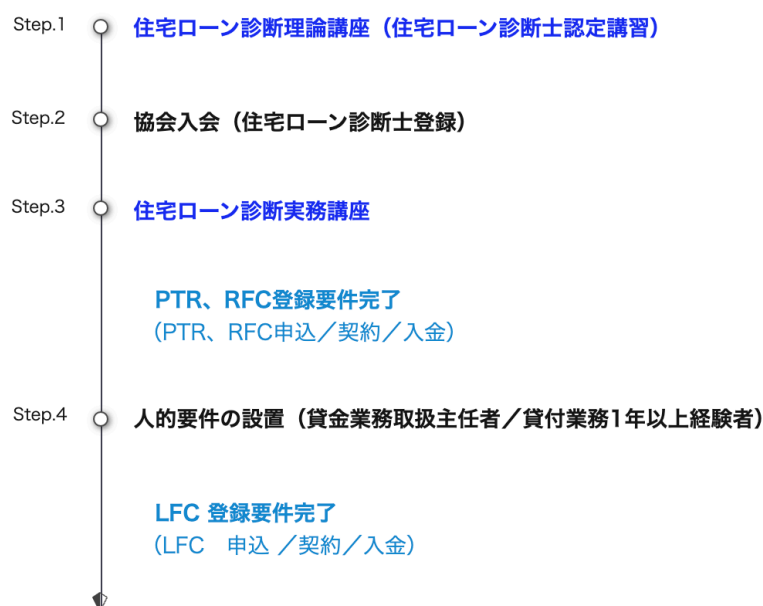 Step.1 住宅ローン診断理論講座（住宅ローン診断士認定講習）
Step.2 協会入会（住宅ローン診断士登録）
Step.3 住宅ローン診断実務講座
PTR、RFC登録要件完了
（PTR、RFC申込／契約／入金）
Step.4 人的要件の設置（貸金業務取扱主任者／貸付業務1年以上経験者）
LFC 登録要件完了
（LFC　申込 ／契約／入金）